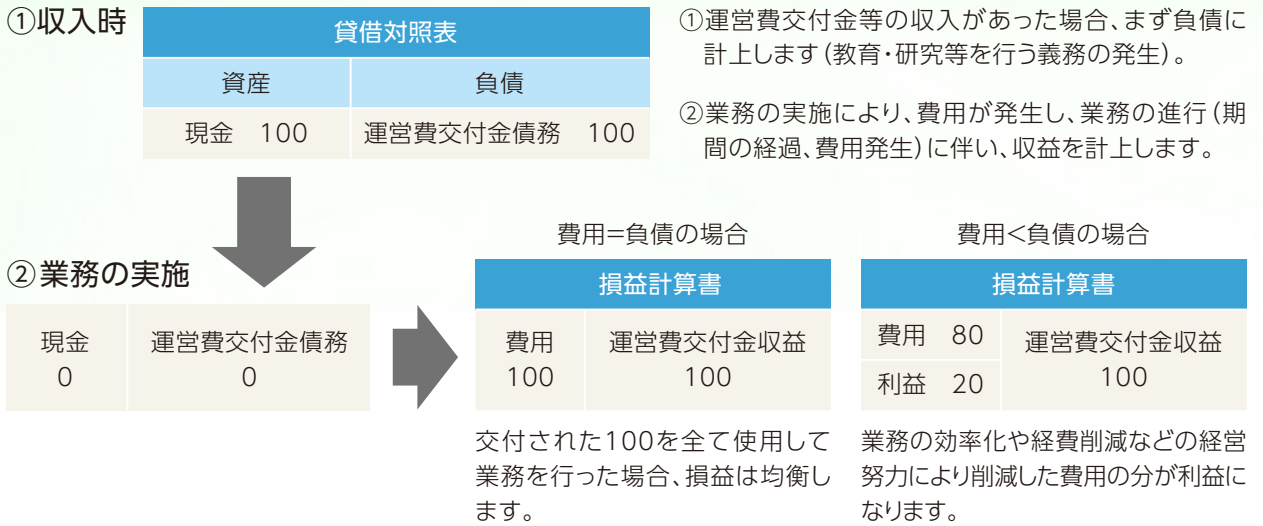 ①収入時
貸借対照表
資産 負債
現金 100 運営費交付金債務 100
①運営費交付金等の収入があった場合、まず負債に
計上します(教育・研究等を行う義務の発生)。
②業務の実施により、費用が発生し、業務の進行(期
間の経過、費用発生)に伴い、収益を計上します。
②業務の実施
現金 運営費交付金債務
0 0
費用=負債の場合
損益計算書
費用 運営費交付金収益
100 100
交付された100を全て使用して
業務を行った場合、損益は均衡し
ます。
費用<負債の場合
損益計算書
費用 80
利益 20
運営費交付金収益
100
業務の効率化や経費削減などの経営
努力により削減した費用の分が利益に
なります。